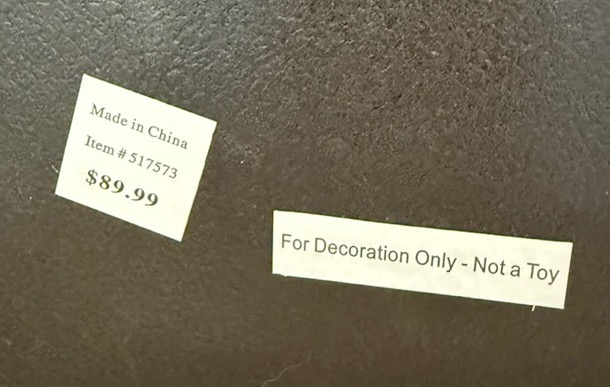 Made in China
Item # 517573
$89.99
For Decoration Only - Not a Toy